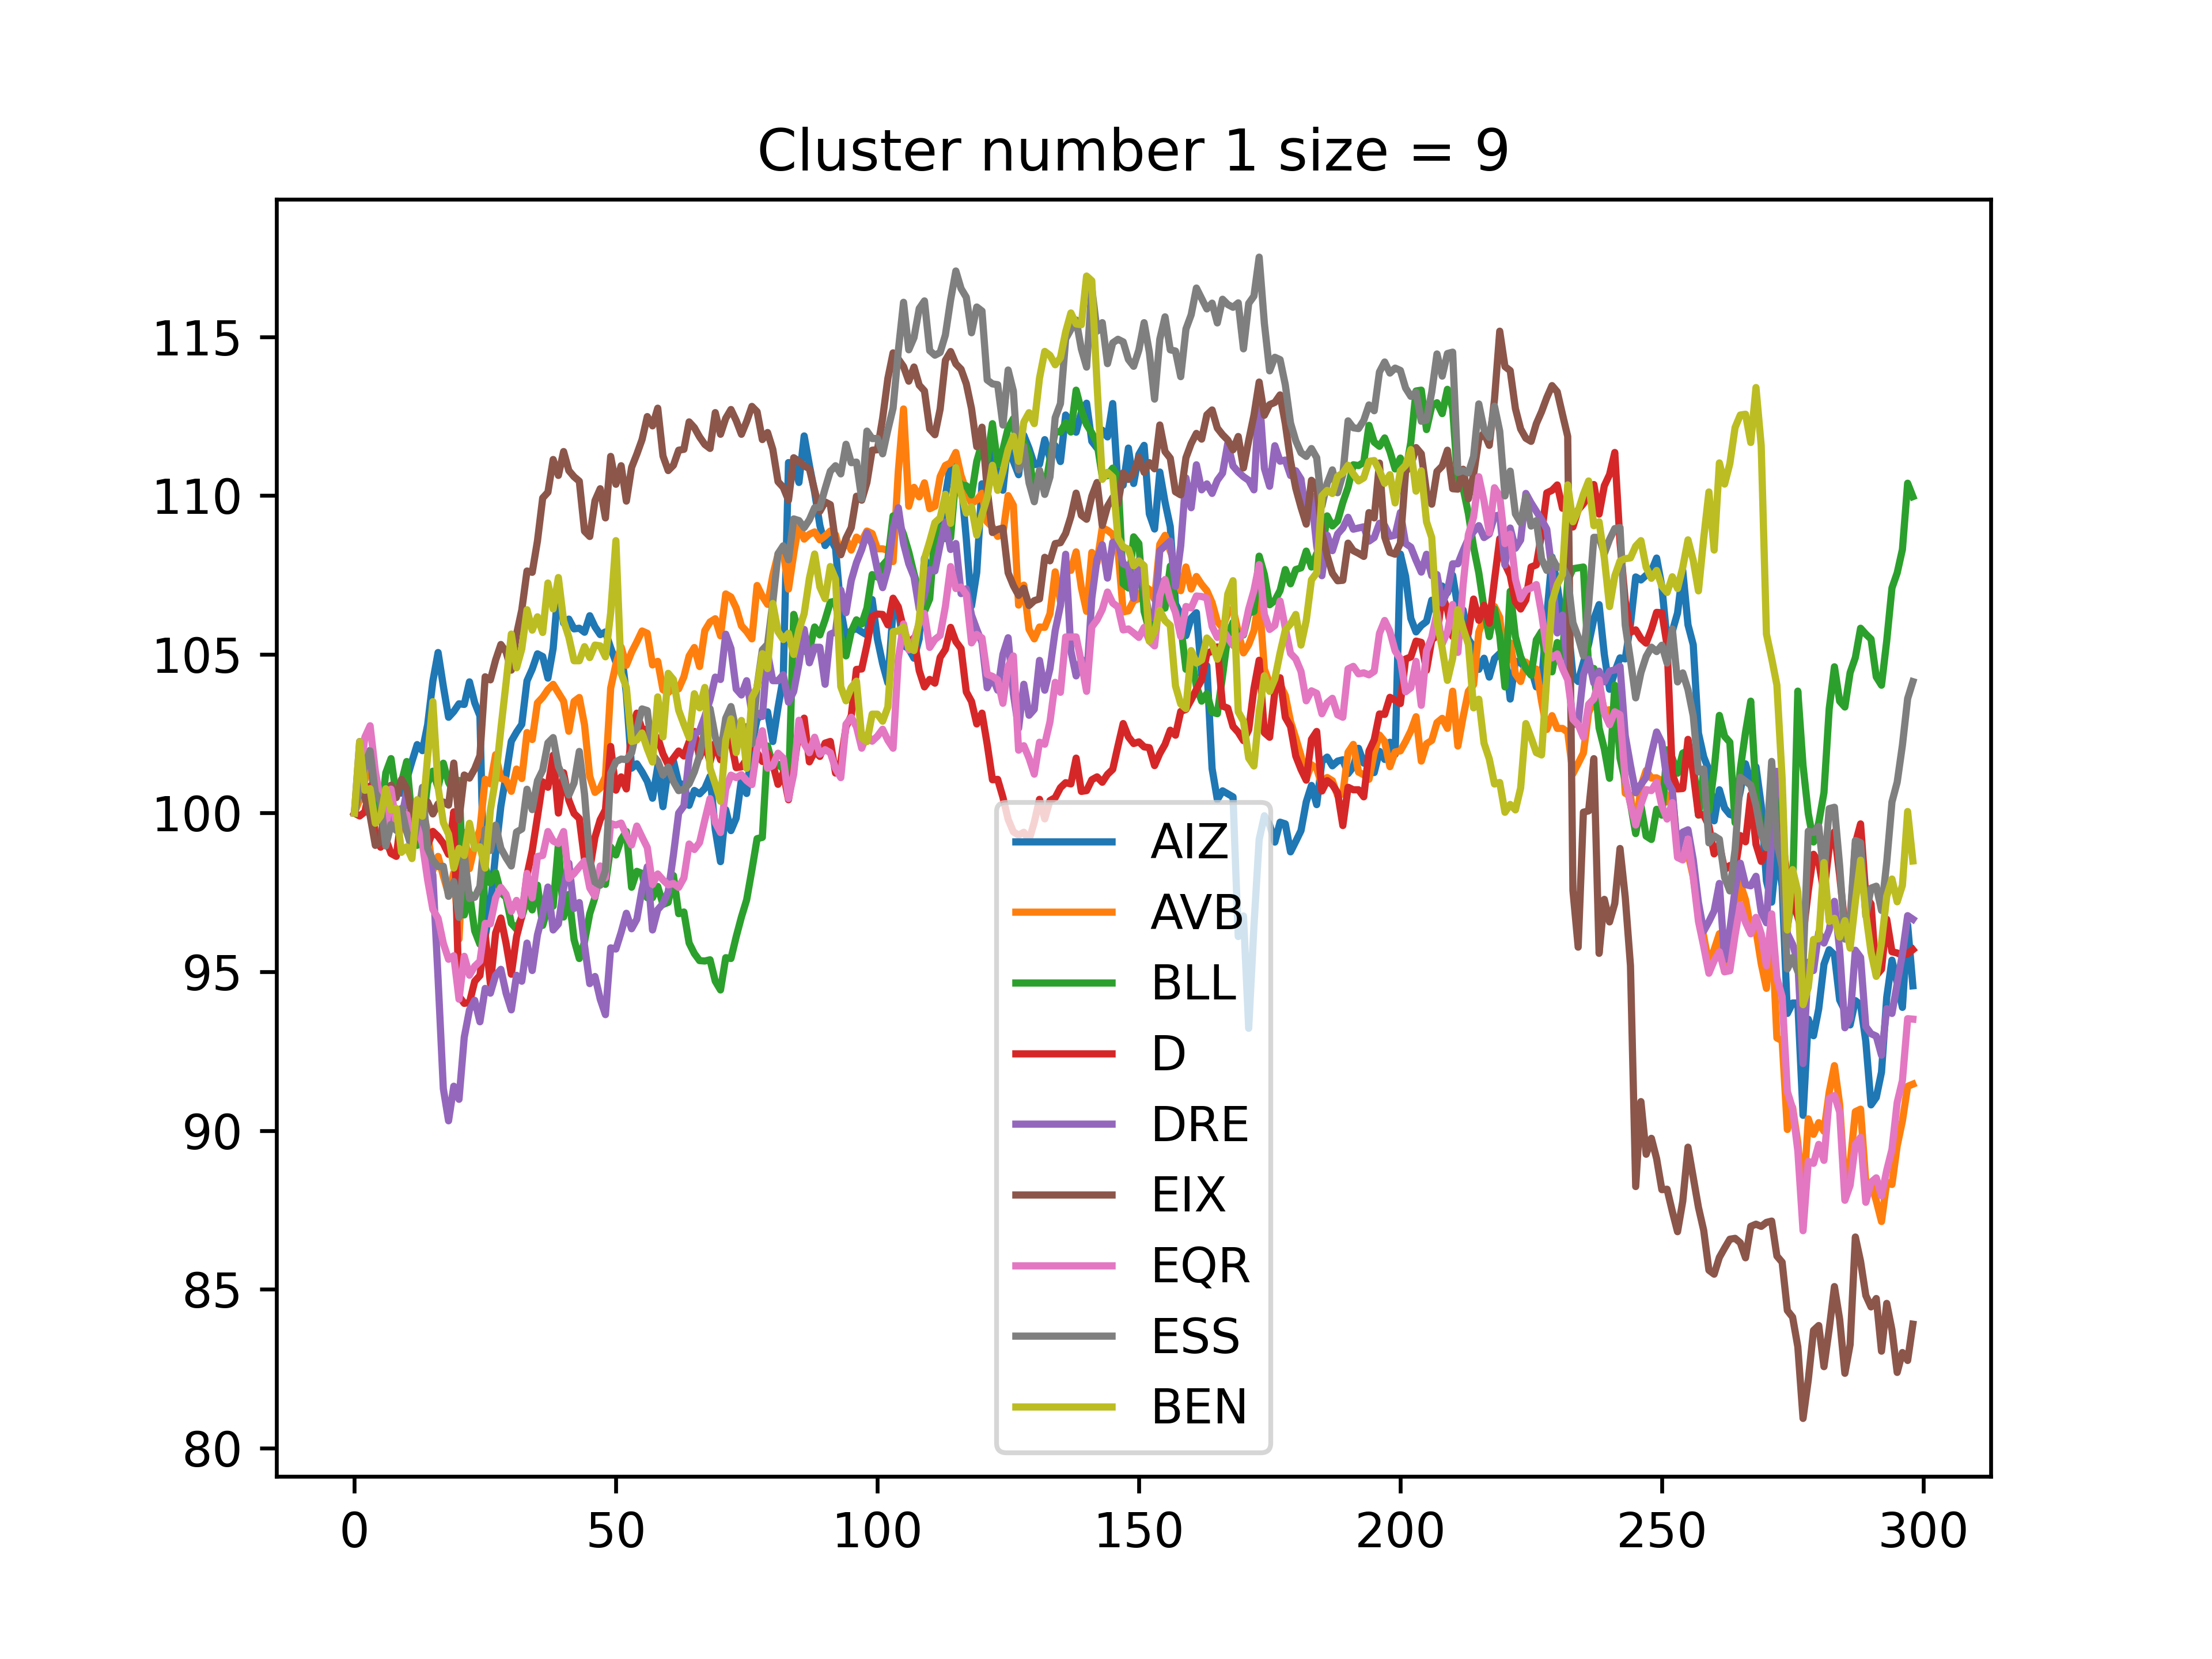 Cluster number 1 size = 9
115
110
105
100
95
90
85
80
AIZ
AVB
BLL
D
DRE
EIX
EQR
ESS
BEN
0 50 100 150 200 250 300